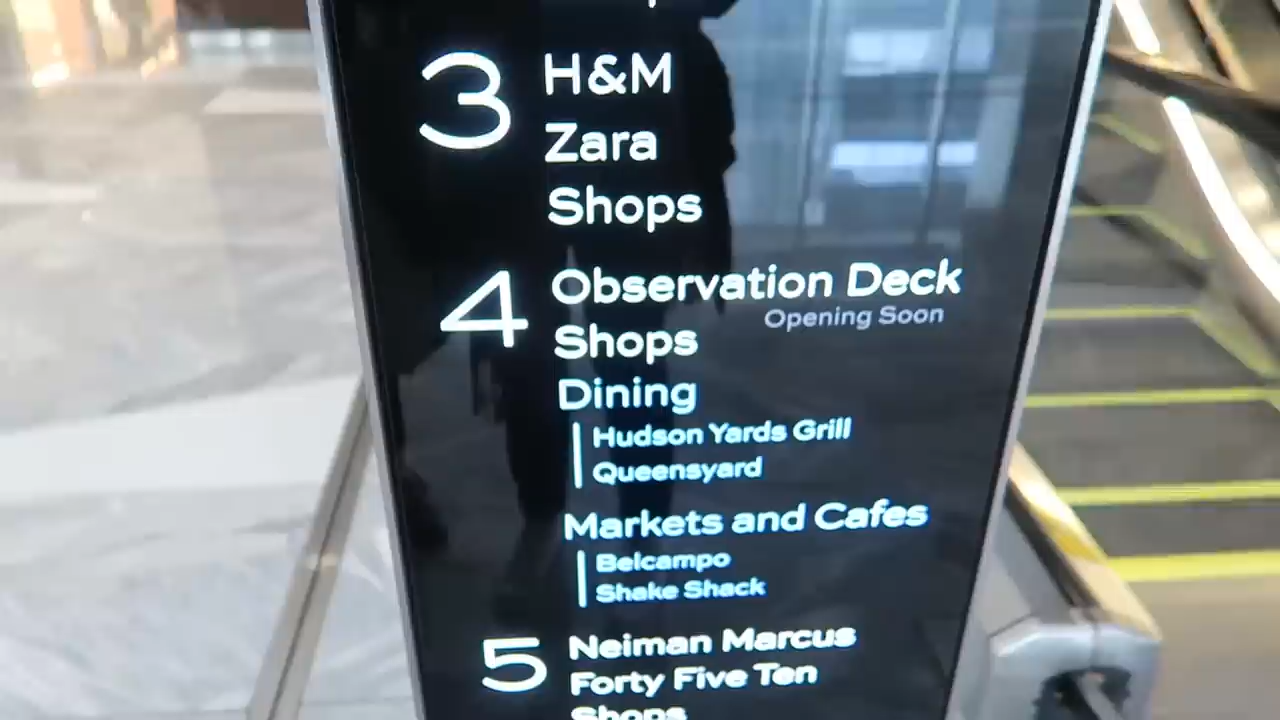 3 H&M
Zara
Shops
4 Observation Deck
Opening Soon
Shops
Dining
Hudson Yards Grill
Queensyard
Markets and Cafes
Belcampo
Shake Shack
5 Neiman Marcus
Forty Five Ten
Shops